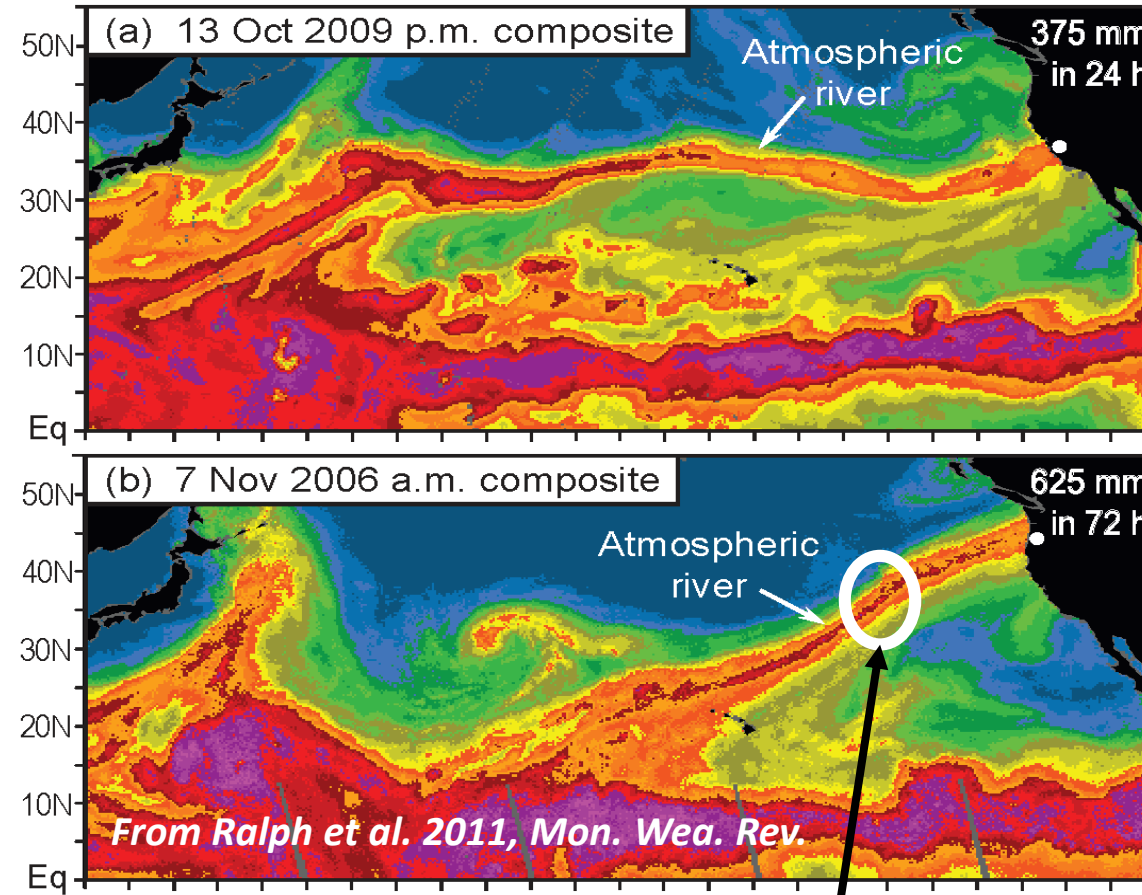 (a) 13 Oct 2009 p.m. composite
375 mm
in 24 h
Atmospheric
river
50N
40N
30N
20N
10N
Eq
(b) 7 Nov 2006 a.m. composite
625 mm
in 72 h
Atmospheric
river
50N
40N
30N
20N
10N
Eq
From Ralph et al. 2011, Mon. Wea. Rev.